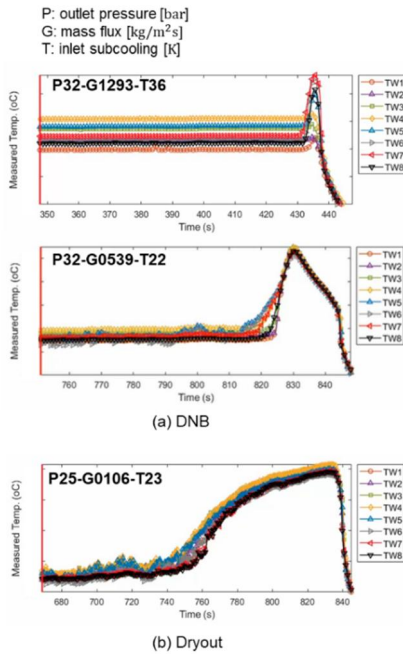 P: outlet pressure [bar]
G: mass flux [kg/m²s]
T: inlet subcooling [K]
P32-G1293-T36
Measured Temp. (oC)
TW1
TW2
TW3
TW4
TW5
TW6
TW7
TW8
350 360 370 380 390 400 410 420 430 440
Time (s)
P32-G0539-T22
Measured Temp. (oC)
TW1
TW2
TW3
TW4
TW5
TW6
TW7
TW8
760 770 780 790 800 810 820 830 840
Time (s)
(a) DNB
P25-G0106-T23
Measured Temp. (oC)
TW1
TW2
TW3
TW4
TW5
TW6
TW7
TW8
680 700 720 740 760 780 800 820 840
Time (s)
(b) Dryout